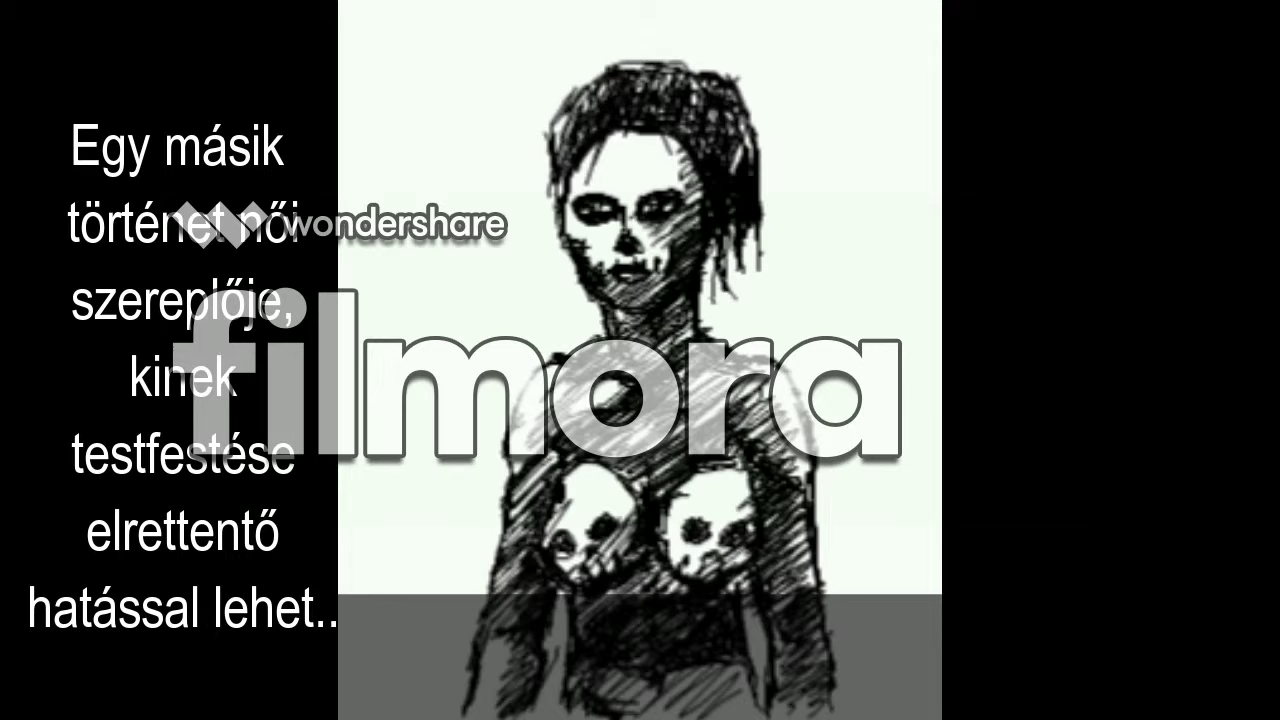 Egy másik
történet női
szereplője,
kinek
testfestése
elrettentő
hatással lehet..
wondershare
filmora